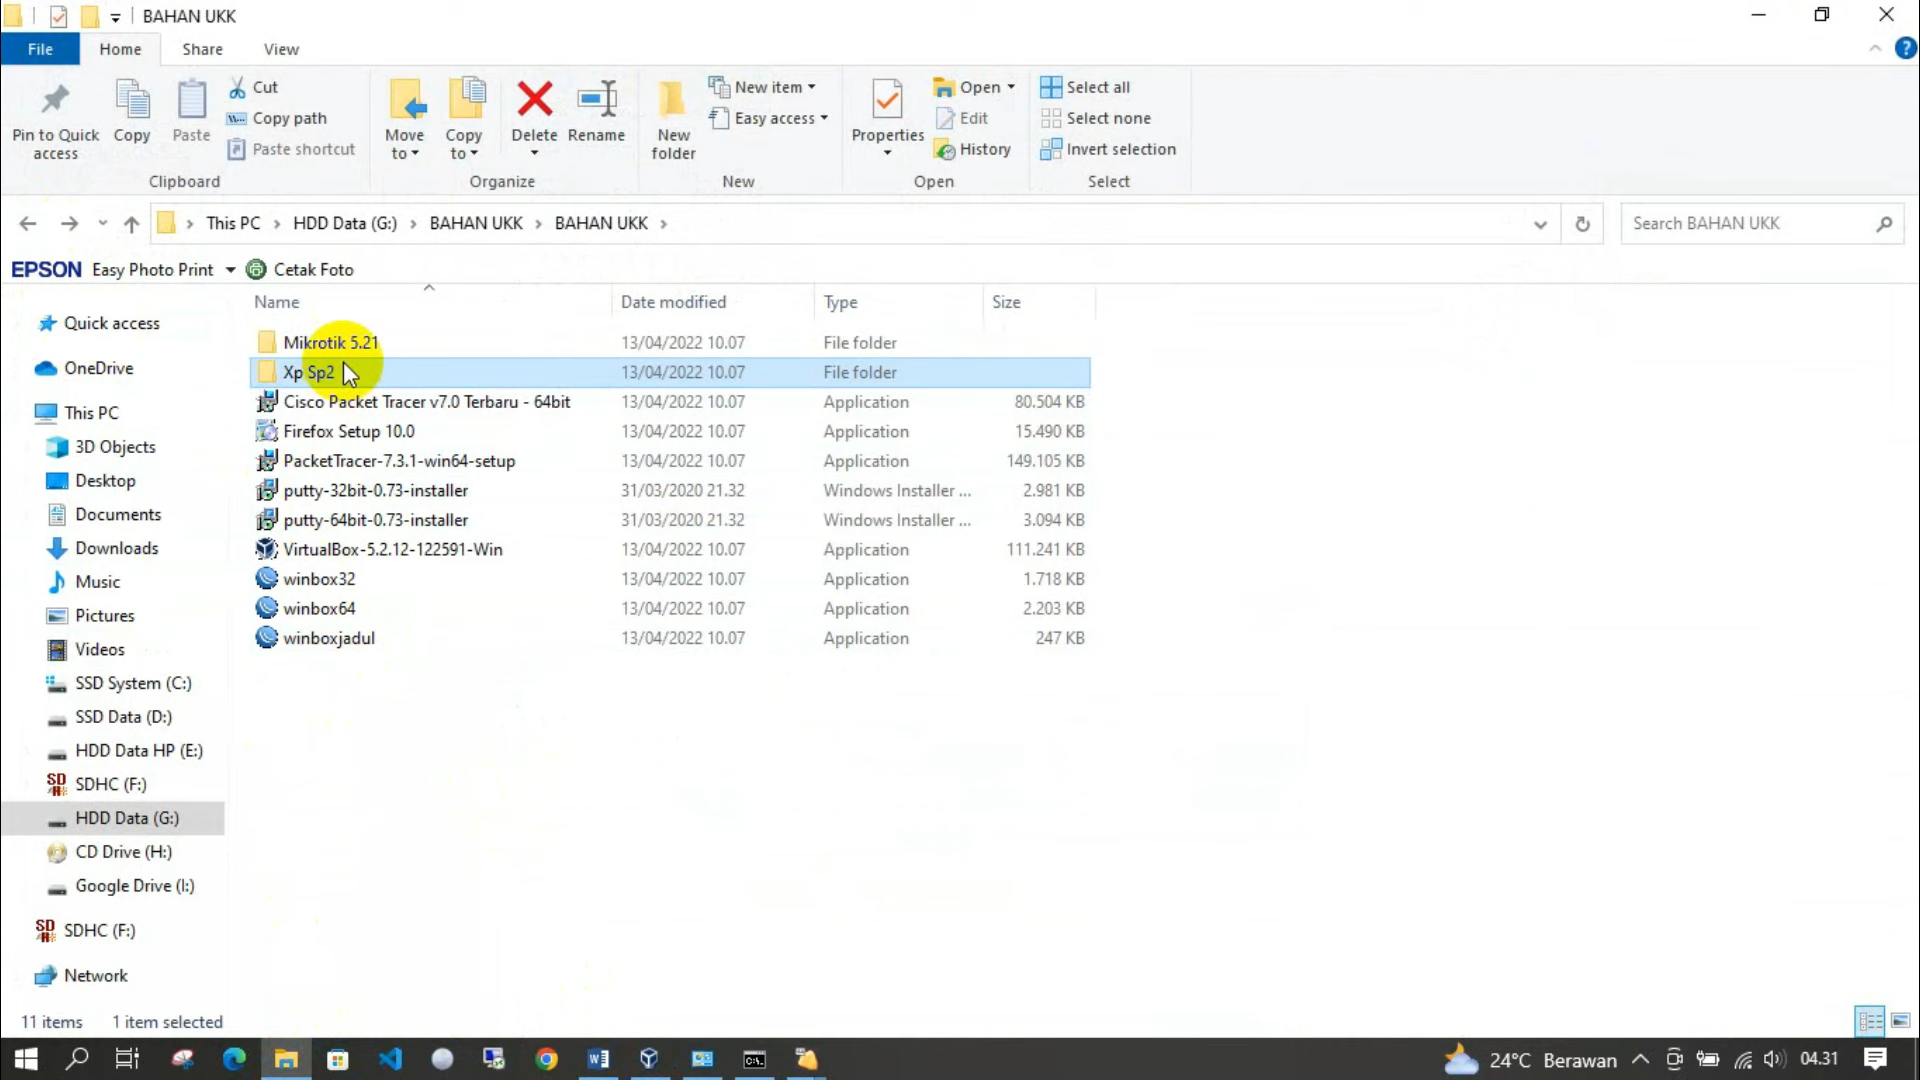 BAHAN UKK
File Home Share View
Pin to Quick access
Copy
Paste
Cut
Copy path
Paste shortcut
Clipboard
Move to
Copy to
Delete
Rename
Organize
New folder
New item
Easy access
New
Properties
Open
Edit
History
Open
Select all
Select none
Invert selection
Select
This PC > HDD Data (G:) > BAHAN UKK > BAHAN UKK >
Search BAHAN UKK
EPSON Easy Photo Print Cetak Foto
Name Date modified Type Size
Mikrotik 5.21 13/04/2022 10.07 File folder
Xp Sp2 13/04/2022 10.07 File folder
Cisco Packet Tracer v7.0 Terbaru - 64bit 13/04/2022 10.07 Application 80.504 KB
Firefox Setup 10.0 13/04/2022 10.07 Application 15.490 KB
PacketTracer-7.3.1-win64-setup 13/04/2022 10.07 Application 149.105 KB
putty-32bit-0.73-installer 31/03/2020 21.32 Windows Installer ... 2.981 KB
putty-64bit-0.73-installer 31/03/2020 21.32 Windows Installer ... 3.094 KB
VirtualBox-5.2.12-122591-Win 13/04/2022 10.07 Application 111.241 KB
winbox32 13/04/2022 10.07 Application 1.718 KB
winbox64 13/04/2022 10.07 Application 2.203 KB
winboxjadul 13/04/2022 10.07 Application 247 KB
Quick access
OneDrive
This PC
3D Objects
Desktop
Documents
Downloads
Music
Pictures
Videos
SSD System (C:)
SSD Data (D:)
HDD Data HP (E:)
SDHC (F:)
HDD Data (G:)
CD Drive (H:)
Google Drive (I:)
SDHC (F:)
Network
11 items 1 item selected
24°C Berawan 04.31